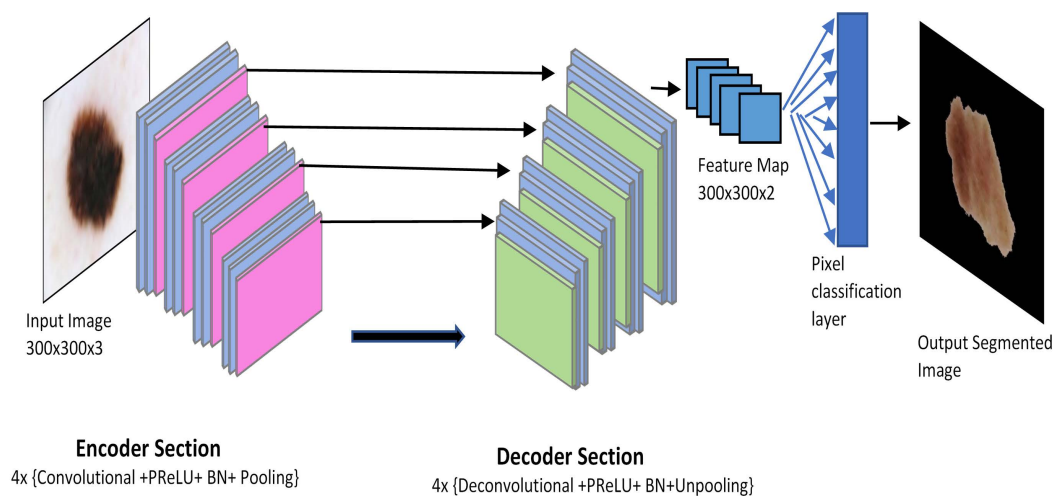 Input Image
300x300x3
Feature Map
300x300x2
Pixel
classification
layer
Output Segmented
Image
Encoder Section
4x {Convolutional +PReLU+ BN+ Pooling}
Decoder Section
4x {Deconvolutional +PReLU+ BN+Unpooling}